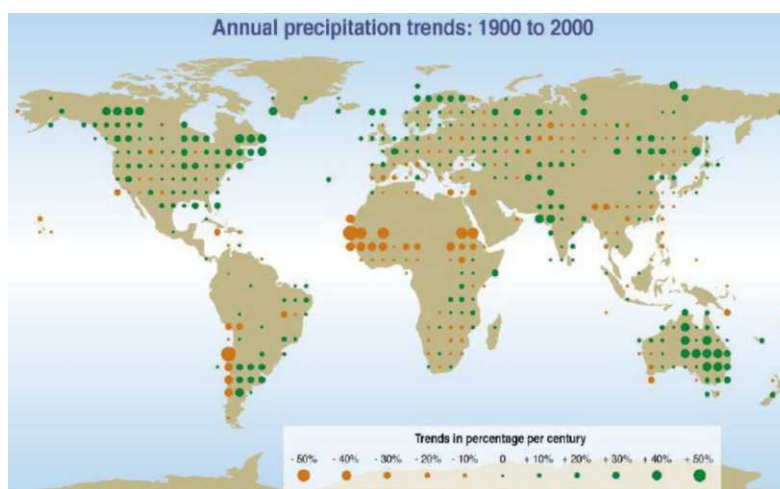 Annual precipitation trends: 1900 to 2000
Trends in percentage per century
- 50% - 40% - 30% - 20% - 10% 0 + 10% + 20% + 30% + 40% + 50%